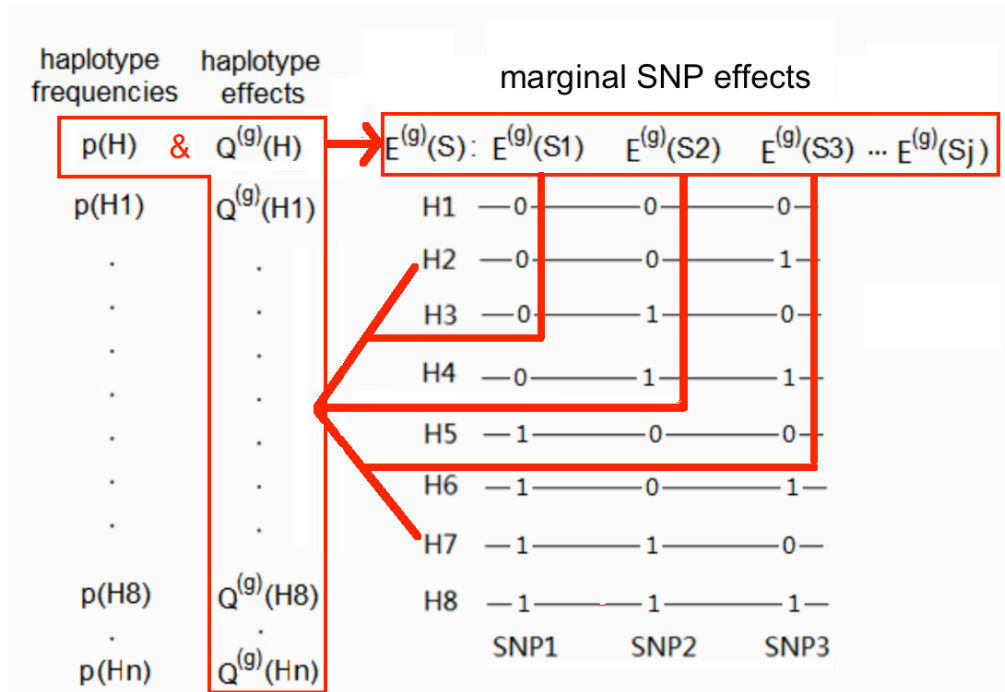 haplotype frequencies
haplotype effects
marginal SNP effects
p(H) & Q^(g)(H)
E^(g)(S): E^(g)(S1) E^(g)(S2) E^(g)(S3) ... E^(g)(Sj)
p(H1) Q^(g)(H1) H1 0 0 0
. . H2 0 0 1
. . H3 0 1 0
. . H4 0 1 1
. . H5 1 0 0
. . H6 1 0 1
. . H7 1 1 0
p(H8) Q^(g)(H8) H8 1 1 1
. . SNP1 SNP2 SNP3
p(Hn) Q^(g)(Hn)